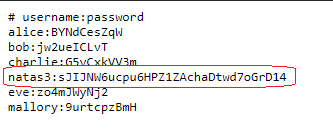 # username:password
alice:BYNdCesZqW
bob:jw2ueICLvT
charlie:G5vCxkVV3m
natas3:sJIJNW6ucpu6HPZ1ZAchaDtwd7oGrD14
eve:zo4mJWyNj2
mallory:9urtcpzBmH